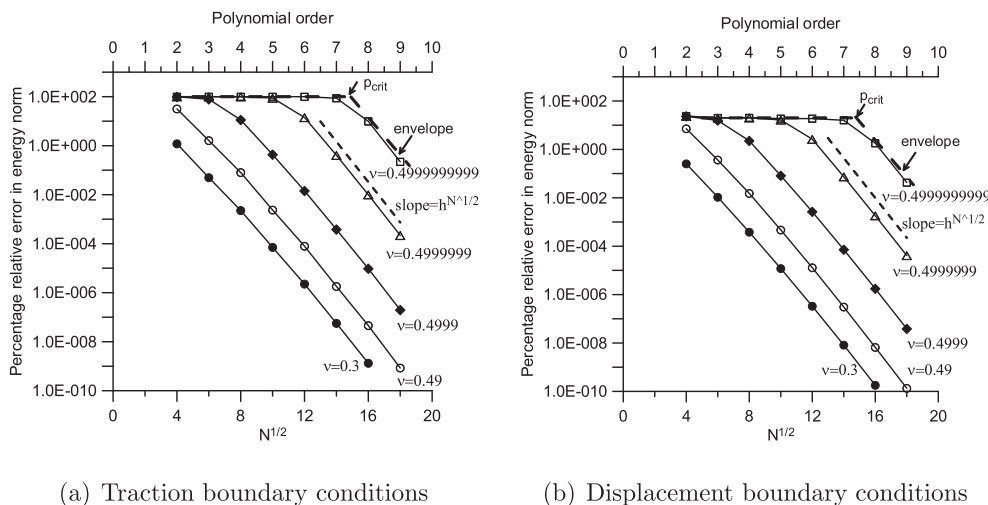 Polynomial order
0 2 3 4 5 6 7 8 9 10
Percentage relative error in energy norm
1.0E+002
1.0E+000
1.0E-002
1.0E-004
1.0E-006
1.0E-008
1.0E-010
pcrit
envelope
ν=0.4999999999
slope=h^N^1/2
ν=0.4999999
ν=0.4999
ν=0.3
ν=0.49
0 4 8 12 16 20
N^1/2
(a) Traction boundary conditions
Polynomial order
0 2 3 4 5 6 7 8 9 10
Percentage relative error in energy norm
1.0E+002
1.0E+000
1.0E-002
1.0E-004
1.0E-006
1.0E-008
1.0E-010
pcrit
envelope
ν=0.4999999999
slope=h^N^1/2
ν=0.4999999
ν=0.4999
ν=0.3
ν=0.49
0 4 8 12 16 20
N^1/2
(b) Displacement boundary conditions